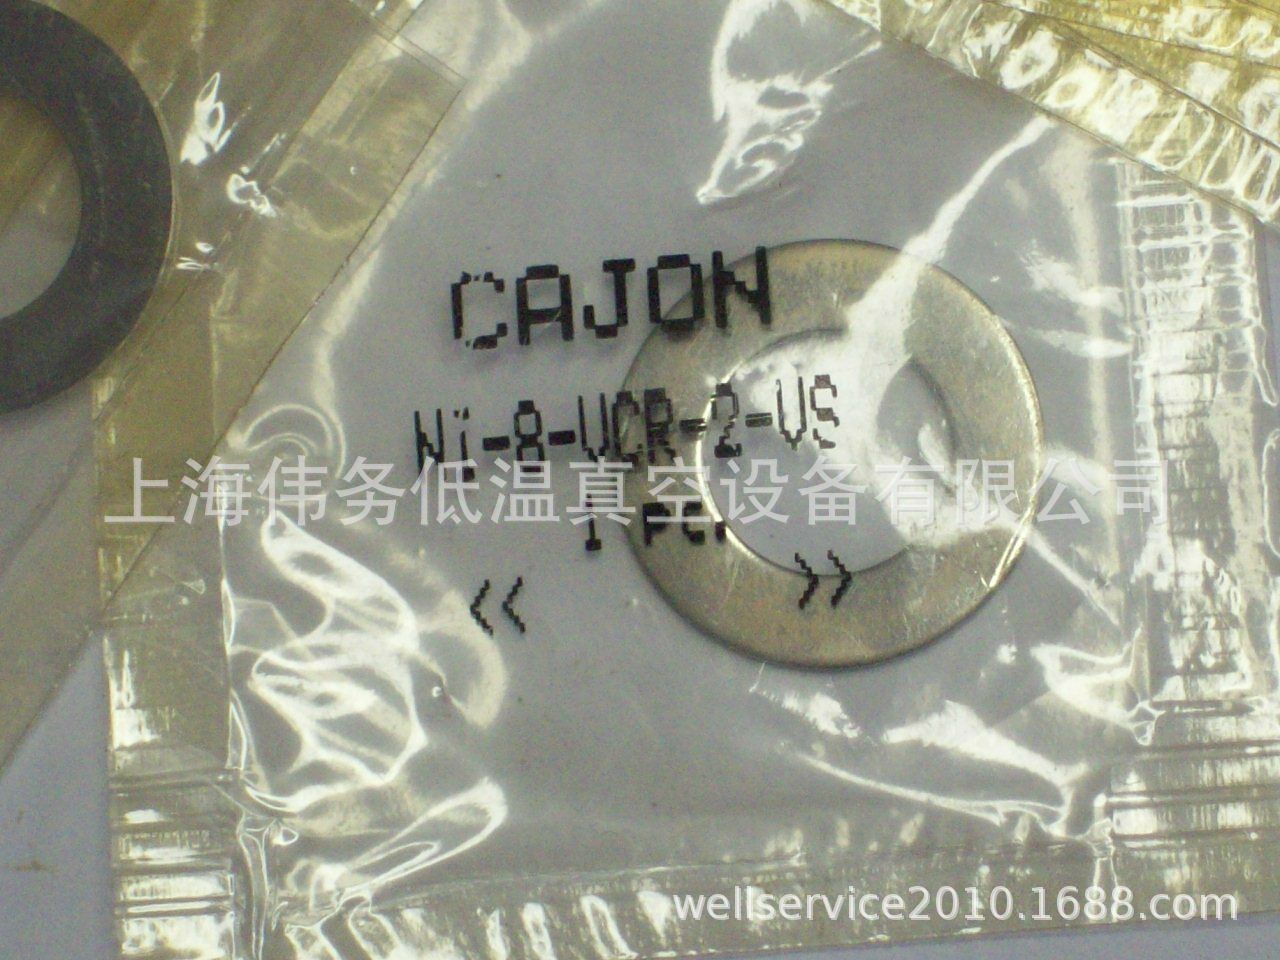 CAJON
Ni-8-VCR-2-VS
上海伟务低温真空设备有限公司
1 Per
<< >>
wellservice2010.1688.com